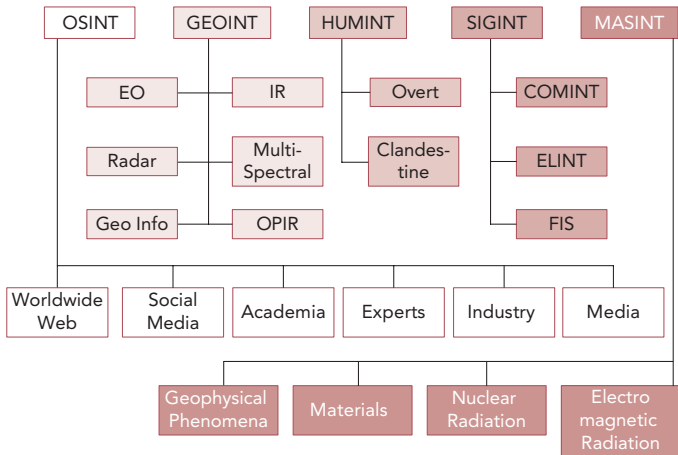 OSINT
GEOINT
HUMINT
SIGINT
MASINT
EO
IR
Overt
COMINT
Radar
Multi-
Spectral
Clandes-
tine
ELINT
Geo Info
OPIR
FIS
Worldwide
Web
Social
Media
Academia
Experts
Industry
Media
Geophysical
Phenomena
Materials
Nuclear
Radiation
Electro
magnetic
Radiation